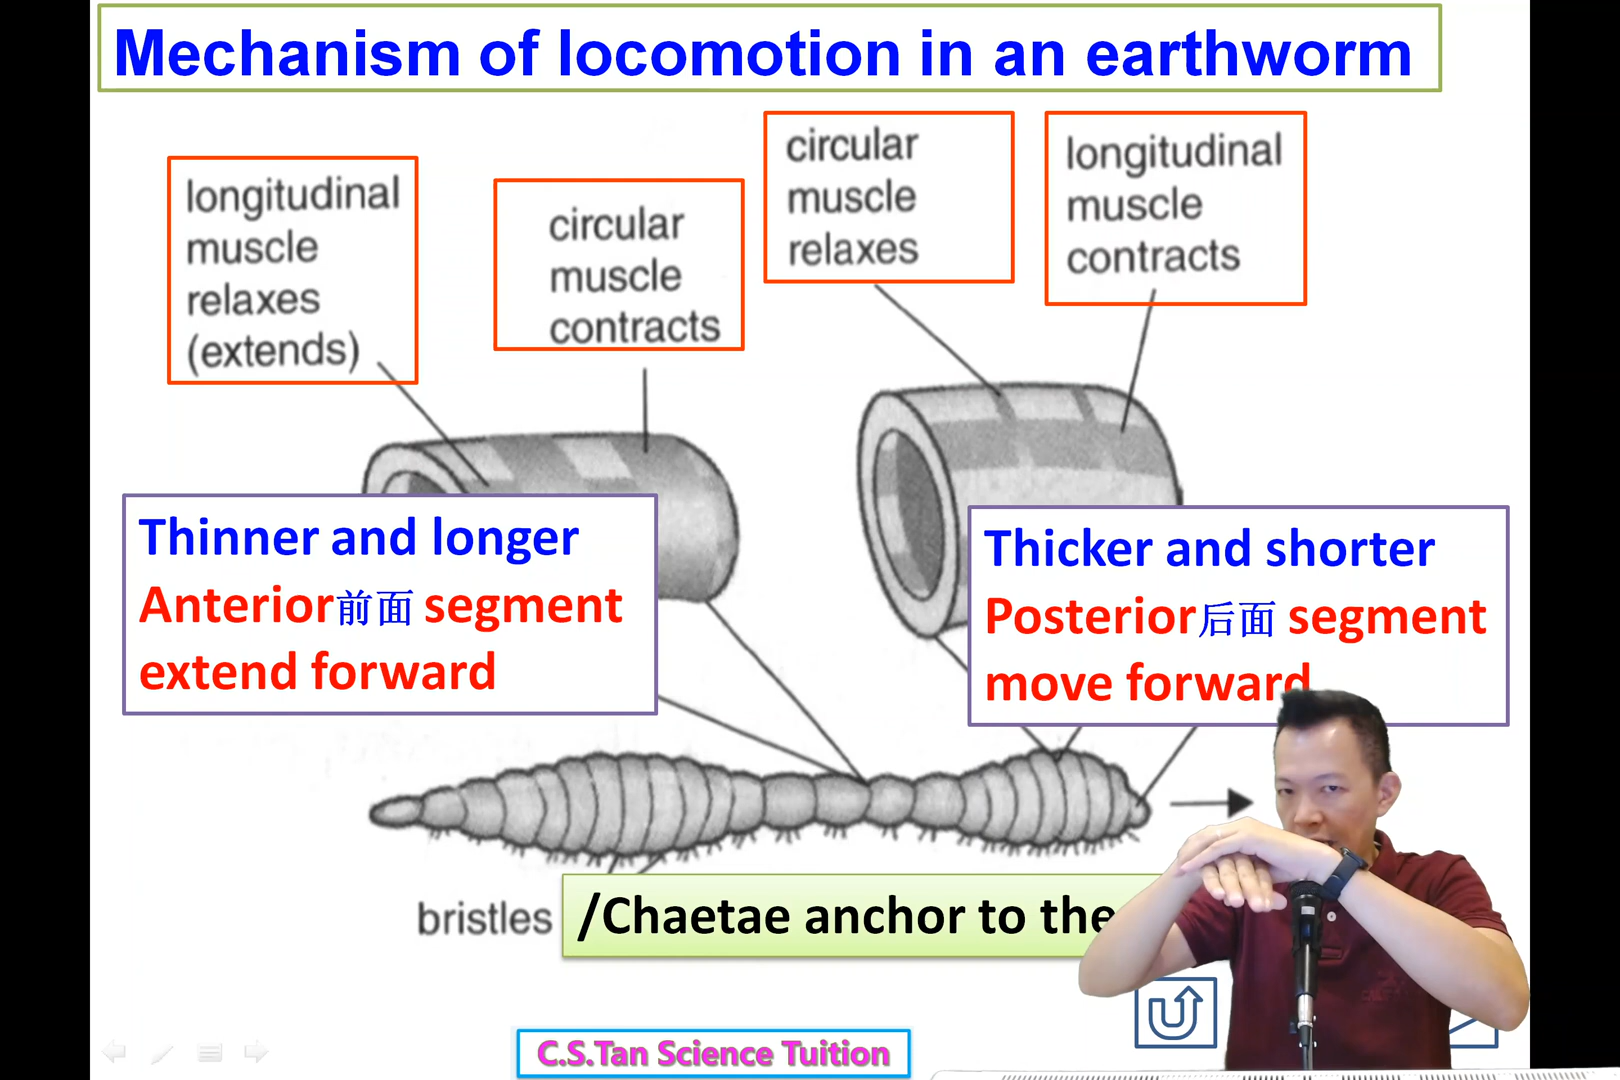 Mechanism of locomotion in an earthworm
longitudinal
muscle
relaxes
(extends)
circular
muscle
contracts
circular
muscle
relaxes
longitudinal
muscle
contracts
Thinner and longer
Anterior前面 segment
extend forward
Thicker and shorter
Posterior后面 segment
move forward
bristles
/Chaetae anchor to the
C.S.Tan Science Tuition